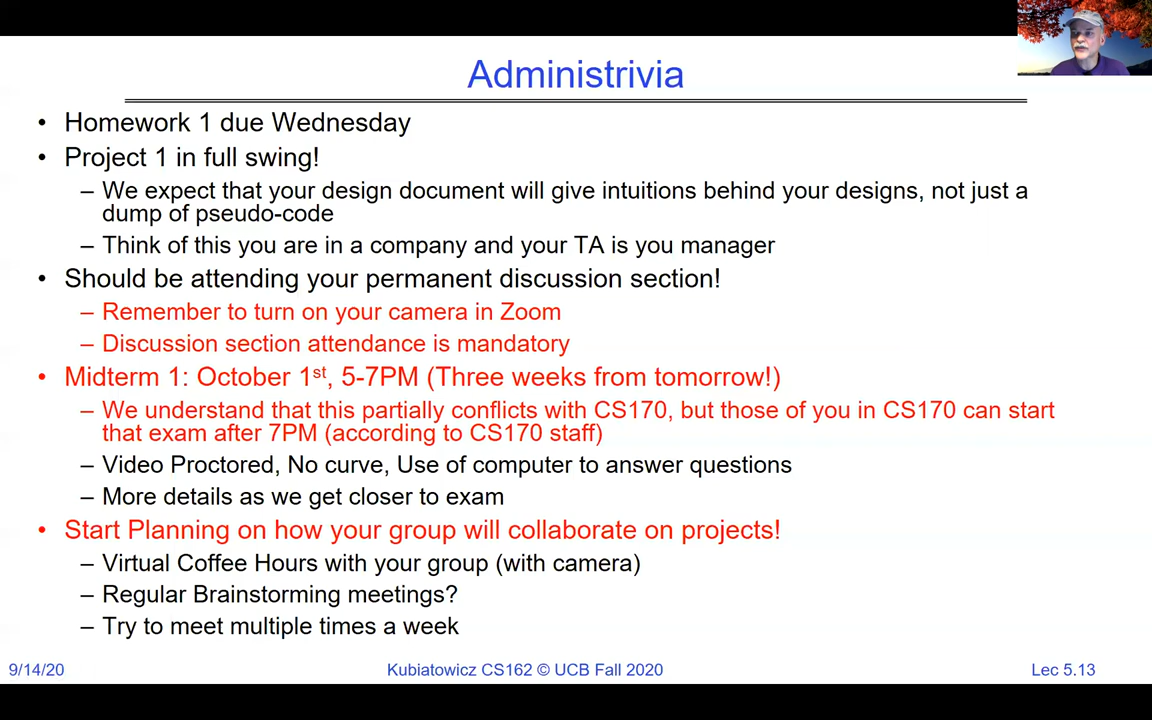 Administrivia
• Homework 1 due Wednesday
• Project 1 in full swing!
– We expect that your design document will give intuitions behind your designs, not just a
dump of pseudo-code
– Think of this you are in a company and your TA is you manager
• Should be attending your permanent discussion section!
– Remember to turn on your camera in Zoom
– Discussion section attendance is mandatory
• Midterm 1: October 1st, 5-7PM (Three weeks from tomorrow!)
– We understand that this partially conflicts with CS170, but those of you in CS170 can start
that exam after 7PM (according to CS170 staff)
– Video Proctored, No curve, Use of computer to answer questions
– More details as we get closer to exam
• Start Planning on how your group will collaborate on projects!
– Virtual Coffee Hours with your group (with camera)
– Regular Brainstorming meetings?
– Try to meet multiple times a week
9/14/20
Kubiatowicz CS162 © UCB Fall 2020
Lec 5.13